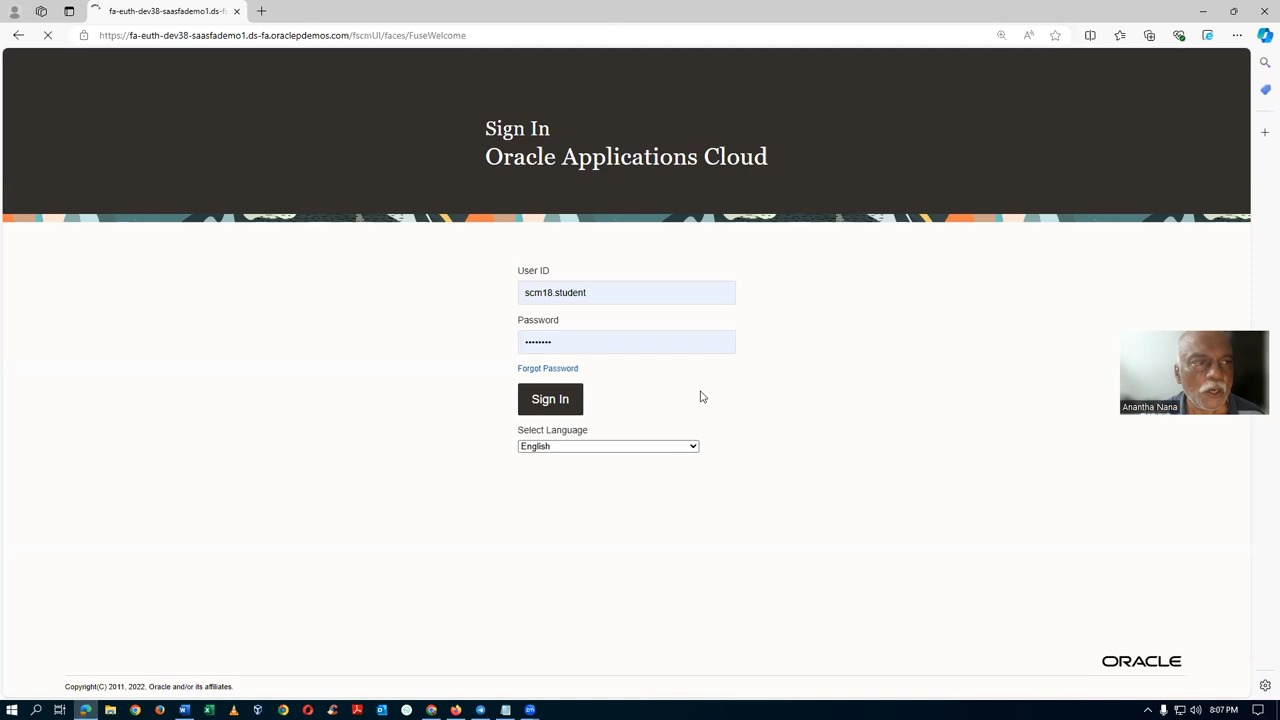 fa-euth-dev38-saasfademo1.ds-f
https://fa-euth-dev38-saasfademo1.ds-fa.oraclepdemos.com/fscmUI/faces/FuseWelcome
Sign In
Oracle Applications Cloud
User ID
scm18.student
Password
••••••••
Forgot Password
Sign In
Select Language
English
Anantha Nana
ORACLE
Copyright(C) 2011, 2022, Oracle and/or its affiliates.
8:07 PM